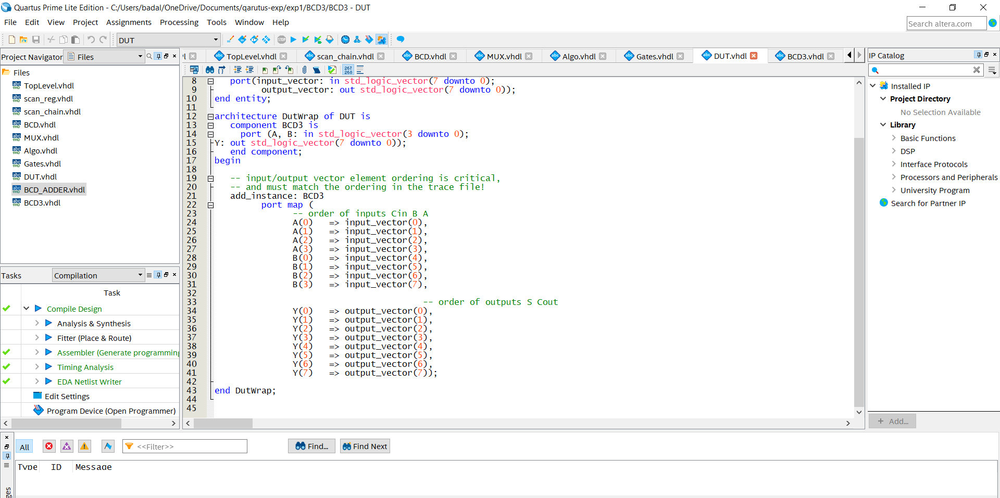 Quartus Prime Lite Edition - C:/Users/badal/OneDrive/Documents/qarutus-exp/exp1/BCD3/BCD3 - DUT
File Edit View Project Assignments Processing Tools Window Help
Search altera.com
DUT
Project Navigator Files
TopLevel.vhdl scan_chain.vhdl BCD.vhdl MUX.vhdl Algo.vhdl Gates.vhdl DUT.vhdl BCD3.vhdl
IP Catalog
Files
TopLevel.vhdl
scan_reg.vhdl
scan_chain.vhdl
BCD.vhdl
MUX.vhdl
Algo.vhdl
Gates.vhdl
DUT.vhdl
BCD_ADDER.vhdl
BCD3.vhdl
Tasks Compilation
Task
Compile Design
Analysis & Synthesis
Fitter (Place & Route)
Assembler (Generate programming
Timing Analysis
EDA Netlist Writer
Edit Settings
Program Device (Open Programmer)
267
268
8 port(input_vector: in std_logic_vector(7 downto 0);
9 output_vector: out std_logic_vector(7 downto 0));
10 end entity;
11
12 architecture DutWrap of DUT is
13 component BCD3 is
14 port (A, B: in std_logic_vector(3 downto 0);
15 Y: out std_logic_vector(7 downto 0));
16 end component;
17 begin
18
19 -- input/output vector element ordering is critical,
20 -- and must match the ordering in the trace file!
21 add_instance: BCD3
22 port map (
23 -- order of inputs Cin B A
24 A(0) => input_vector(0),
25 A(1) => input_vector(1),
26 A(2) => input_vector(2),
27 A(3) => input_vector(3),
28 B(0) => input_vector(4),
29 B(1) => input_vector(5),
30 B(2) => input_vector(6),
31 B(3) => input_vector(7),
32
33 -- order of outputs S Cout
34 Y(0) => output_vector(0),
35 Y(1) => output_vector(1),
36 Y(2) => output_vector(2),
37 Y(3) => output_vector(3),
38 Y(4) => output_vector(4),
39 Y(5) => output_vector(5),
40 Y(6) => output_vector(6),
41 Y(7) => output_vector(7));
42
43 end DutWrap;
44
45
Installed IP
Project Directory
No Selection Available
Library
Basic Functions
DSP
Interface Protocols
Processors and Peripherals
University Program
Search for Partner IP
+ Add...
All <<Filter>> Find... Find Next
Type ID Message